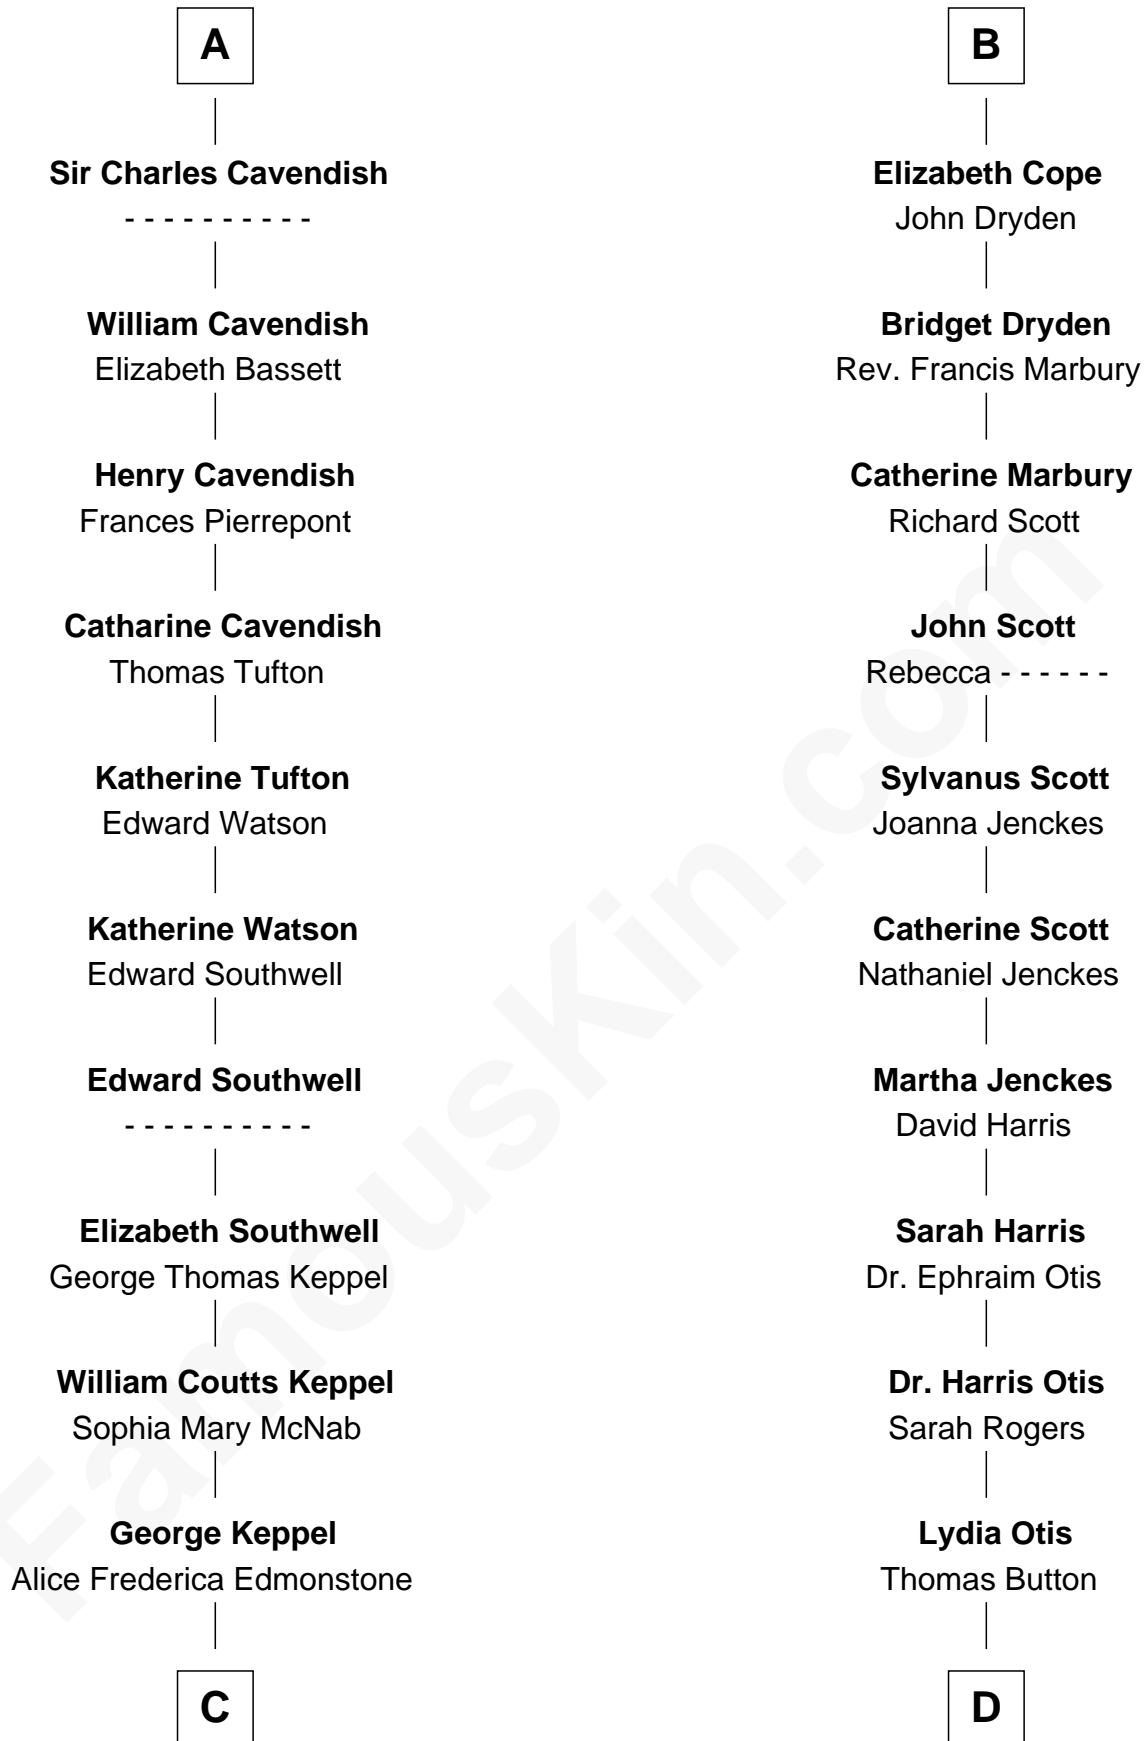 A
Sir Charles Cavendish
- - - - - - - - - -
William Cavendish
Elizabeth Bassett
Henry Cavendish
Frances Pierrepont
Catharine Cavendish
Thomas Tufton
Katherine Tufton
Edward Watson
Katherine Watson
Edward Southwell
Edward Southwell
- - - - - - - - - -
Elizabeth Southwell
George Thomas Keppel
William Coutts Keppel
Sophia Mary McNab
George Keppel
Alice Frederica Edmonstone
C
B
Elizabeth Cope
John Dryden
Bridget Dryden
Rev. Francis Marbury
Catherine Marbury
Richard Scott
John Scott
Rebecca - - - - - -
Sylvanus Scott
Joanna Jenckes
Catherine Scott
Nathaniel Jenckes
Martha Jenckes
David Harris
Sarah Harris
Dr. Ephraim Otis
Dr. Harris Otis
Sarah Rogers
Lydia Otis
Thomas Button
D
FamousKin.com